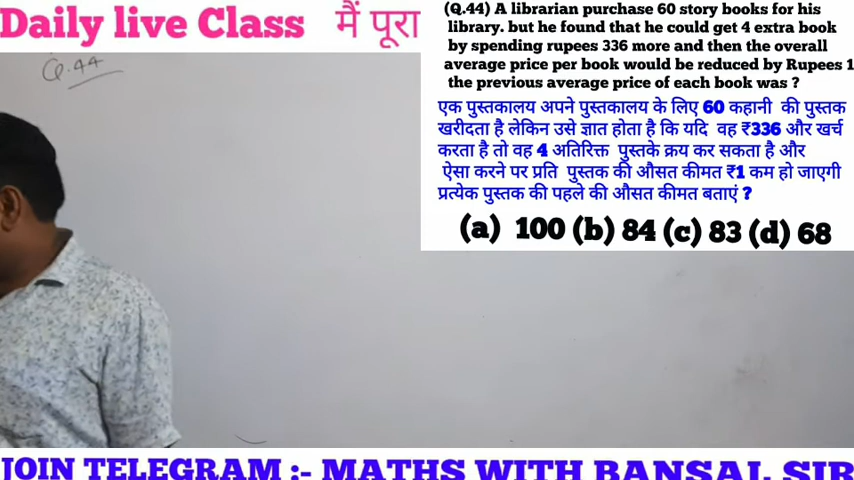 Daily live Class मैं पूरा
Q.44
(Q.44) A librarian purchase 60 story books for his
library. but he found that he could get 4 extra book
by spending rupees 336 more and then the overall
average price per book would be reduced by Rupees 1
the previous average price of each book was ?
एक पुस्तकालय अपने पुस्तकालय के लिए 60 कहानी की पुस्तक
खरीदता है लेकिन उसे ज्ञात होता है कि यदि वह ₹336 और खर्च
करता है तो वह 4 अतिरिक्त पुस्तके क्रय कर सकता है और
ऐसा करने पर प्रति पुस्तक की औसत कीमत ₹1 कम हो जाएगी
प्रत्येक पुस्तक की पहले की औसत कीमत बताएं ?
(a) 100 (b) 84 (c) 83 (d) 68
JOIN TELEGRAM :- MATHS WITH BANSAL SIR